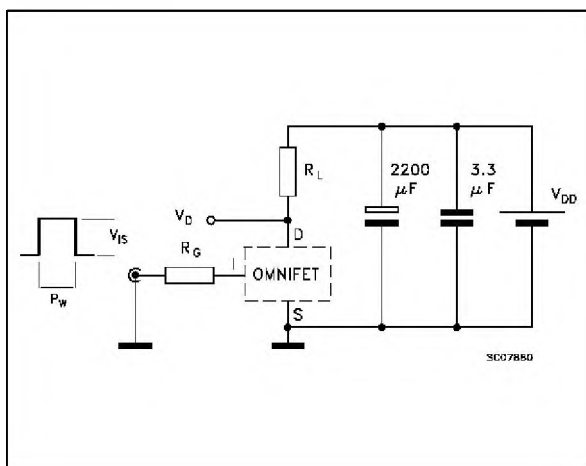 R_L
2200
µF
3.3
µF
V_DD
V_D
D
V_IS
R_G
I
OMNIFET
P_W
S
SC07880